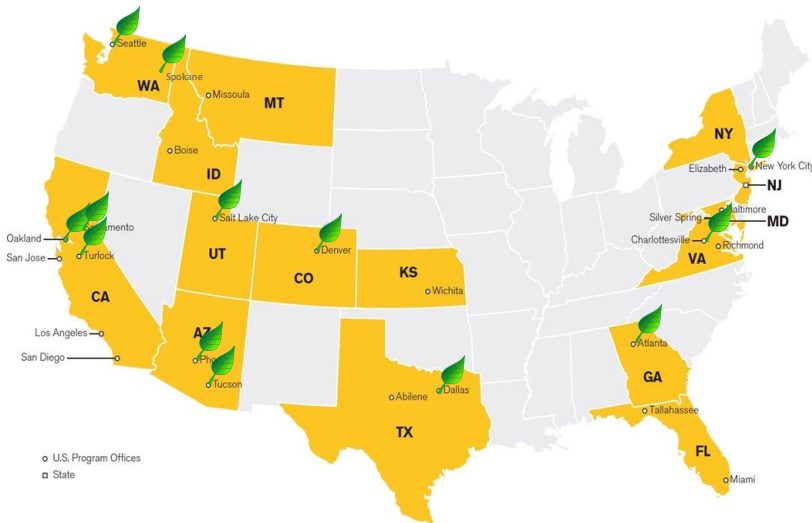 Seattle
Spokane
WA
Missoula
MT
Boise
ID
NY
New York City
Elizabeth
NJ
Silver Spring
MD
Charlottesville
Richmond
VA
Salt Lake City
UT
Denver
CO
KS
Wichita
Oakland
San Jose
Turlock
CA
Los Angeles
San Diego
AZ
Tucson
Abilene
Dallas
TX
Atlanta
GA
Tallahassee
FL
Miami
U.S. Program Offices
State